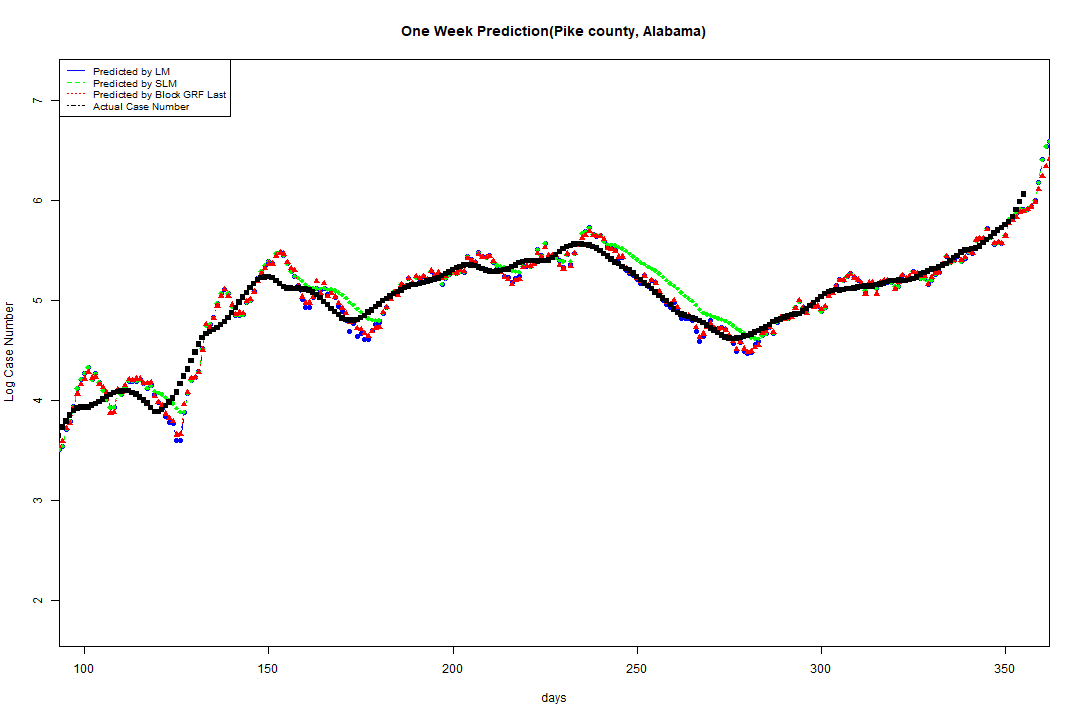 One Week Prediction(Pike county, Alabama)
Predicted by LM
Predicted by SLM
Predicted by Block GRF Last
Actual Case Number
7
6
5
4
3
2
Log Case Number
100 150 200 250 300 350
days